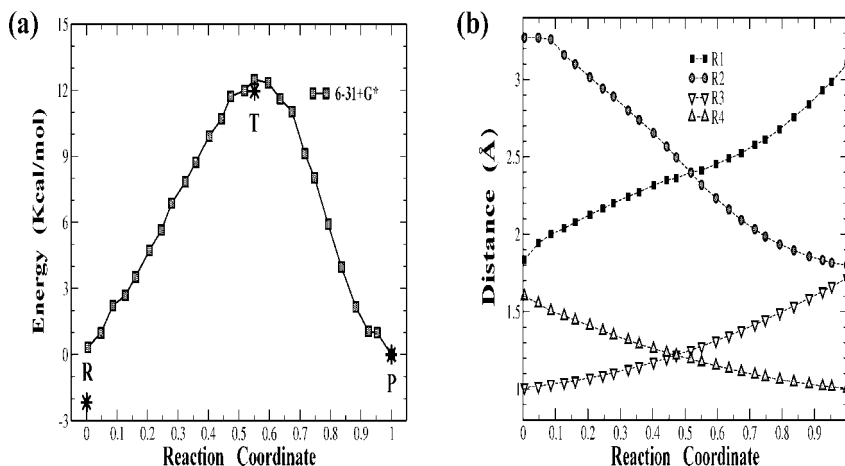 (a)
Energy (Kcal/mol)
15
12
9
6
3
0
-3
6-31+G*
T
R
P
0 0.1 0.2 0.3 0.4 0.5 0.6 0.7 0.8 0.9 1
Reaction Coordinate
(b)
Distance (Å)
3
2.5
2
1.5
1
R1
R2
R3
R4
0 0.1 0.2 0.3 0.4 0.5 0.6 0.7 0.8 0.9
Reaction Coordinate